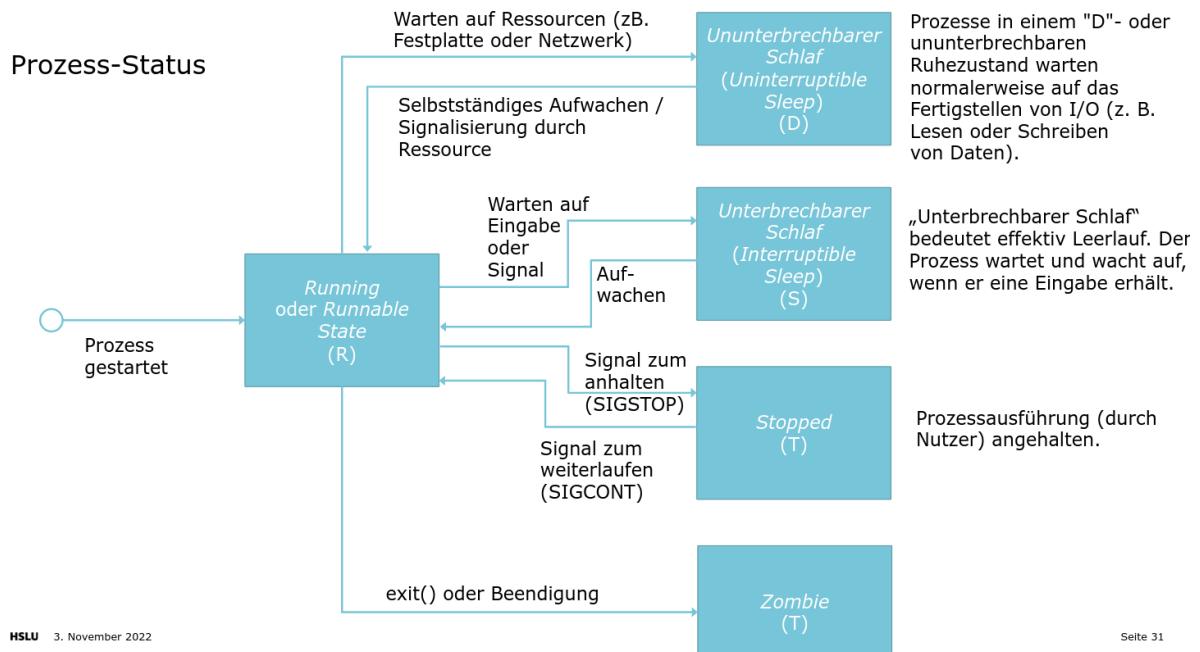 Prozess-Status
Warten auf Ressourcen (zB.
Festplatte oder Netzwerk)
Selbstständiges Aufwachen /
Signalisierung durch
Ressource
Ununterbrechbarer
Schlaf
(Uninterruptible
Sleep)
(D)
Prozesse in einem "D"- oder
ununterbrechbaren
Ruhezustand warten
normalerweise auf das
Fertigstellen von I/O (z. B.
Lesen oder Schreiben
von Daten).
Warten auf
Eingabe
oder
Signal
Auf-
wachen
Unterbrechbarer
Schlaf
(Interruptible
Sleep)
(S)
„Unterbrechbarer Schlaf“
bedeutet effektiv Leerlauf. Der
Prozess wartet und wacht auf,
wenn er eine Eingabe erhält.
Prozess
gestartet
Running
oder Runnable
State
(R)
Signal zum
anhalten
(SIGSTOP)
Signal zum
weiterlaufen
(SIGCONT)
Stopped
(T)
Prozessausführung (durch
Nutzer) angehalten.
exit() oder Beendigung
Zombie
(T)
HSLU 3. November 2022
Seite 31